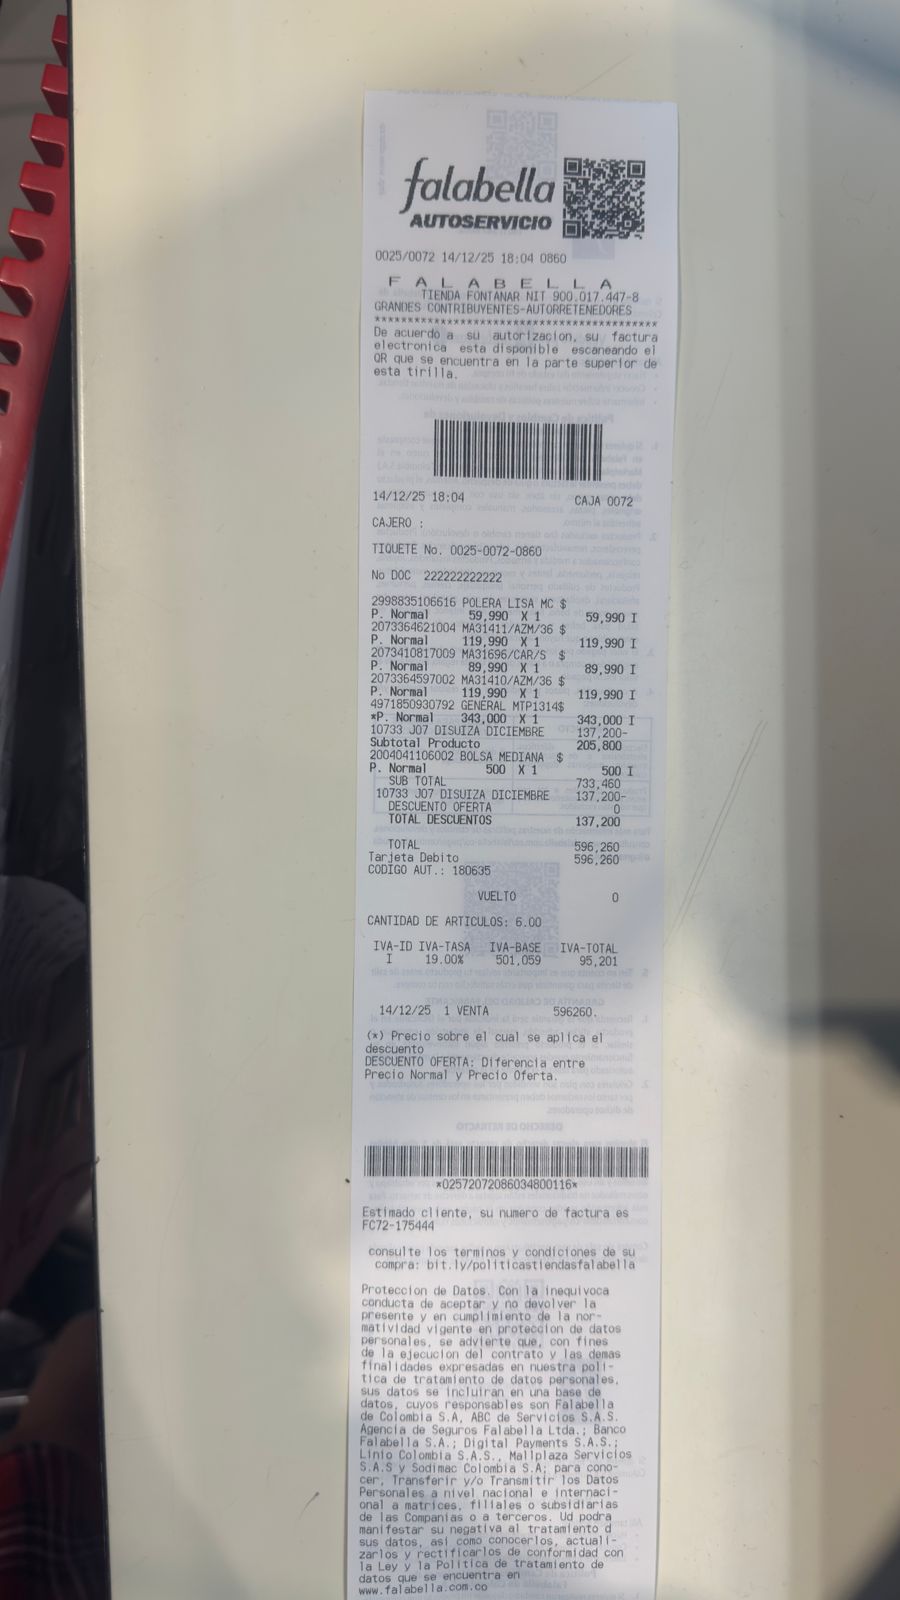 falabella
AUTOSERVICIO
0025/0072 14/12/25 18:04 0860
F A L A B E L L A
TIENDA FONTANAR NIT 900.017.447-8
GRANDES CONTRIBUYENTES-AUTORRETENEDORES
******************************************
De acuerdo a su autorizacion, su factura
electronica esta disponible escaneando el
QR que se encuentra en la parte superior de
esta tirilla.
14/12/25 18:04 CAJA 0072
CAJERO :
TIQUETE No. 0025-0072-0860
No DOC 222222222222
2998835106616 POLERA LISA MC $
P. Normal 59,990 X 1 59,990 I
2073364621004 MA31411/AZM/36 $
P. Normal 119,990 X 1 119,990 I
2073410817009 MA31696/CAR/S $
P. Normal 89,990 X 1 89,990 I
2073364597002 MA31410/AZM/36 $
P. Normal 119,990 X 1 119,990 I
4971850930792 GENERAL MTP1314$
*P. Normal 343,000 X 1 343,000 I
10733 J07 DISUIZA DICIEMBRE 137,200-
Subtotal Producto 205,800
2004041106002 BOLSA MEDIANA $
P. Normal 500 X 1 500 I
SUB TOTAL 733,460
10733 J07 DISUIZA DICIEMBRE 137,200-
DESCUENTO OFERTA 0
TOTAL DESCUENTOS 137,200
TOTAL 596,260
Tarjeta Debito 596,260
CODIGO AUT.: 180635
VUELTO 0
CANTIDAD DE ARTICULOS: 6.00
IVA-ID IVA-TASA IVA-BASE IVA-TOTAL
I 19.00% 501,059 95,201
14/12/25 1 VENTA 596260.
(*) Precio sobre el cual se aplica el
descuento
DESCUENTO OFERTA: Diferencia entre
Precio Normal y Precio Oferta.
*02572072086034800116*
Estimado cliente, su numero de factura es
FC72-175444
consulte los terminos y condiciones de su
compra: bit.ly/politicastiendasfalabella
Proteccion de Datos. Con la inequivoca
conducta de aceptar y no devolver la
presente y en cumplimiento de la nor-
matividad vigente en proteccion de datos
personales, se advierte que, con fines
de la ejecucion del contrato y las demas
finalidades expresadas en nuestra poli-
tica de tratamiento de datos personales,
sus datos se incluiran en una base de
datos, cuyos responsables son Falabella
de Colombia S.A, ABC de Servicios S.A.S.
Agencia de Seguros Falabella Ltda.; Banco
Falabella S.A.; Digital Payments S.A.S.;
Linio Colombia S.A.S., Mallplaza Servicios
S.A.S y Sodimac Colombia S.A; para cono-
cer, Transferir y/o Transmitir los Datos
Personales a nivel nacional e internaci-
onal a matrices, filiales o subsidiarias
de las Companias o a terceros. Ud podra
manifestar su negativa al tratamiento d
sus datos, asi como conocerlos, actuali-
zarlos y rectificarlos de conformidad con
la Ley y la Politica de tratamiento de
datos que se encuentra en
www.falabella.com.co